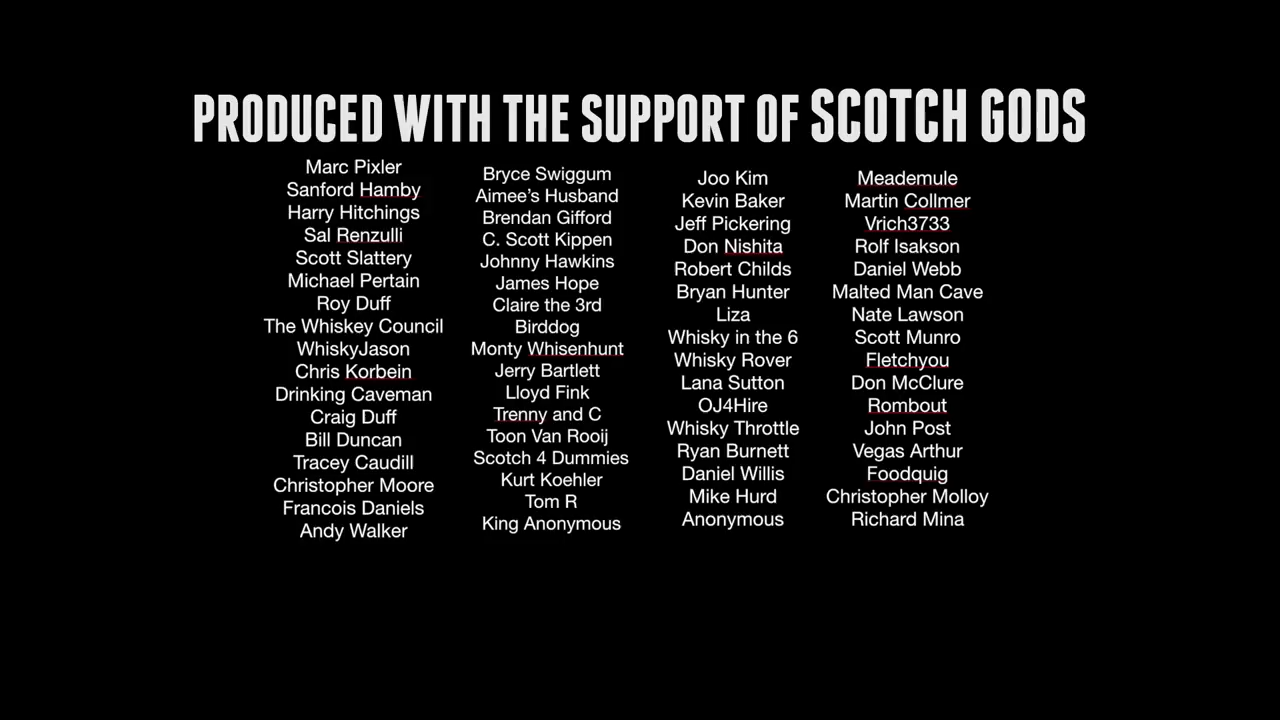 PRODUCED WITH THE SUPPORT OF SCOTCH GODS
Marc Pixler
Sanford Hamby
Harry Hitchings
Sal Renzulli
Scott Slattery
Michael Pertain
Roy Duff
The Whiskey Council
WhiskyJason
Chris Korbein
Drinking Caveman
Craig Duff
Bill Duncan
Tracey Caudill
Christopher Moore
Francois Daniels
Andy Walker
Bryce Swiggum
Aimee’s Husband
Brendan Gifford
C. Scott Kippen
Johnny Hawkins
James Hope
Claire the 3rd
Birddog
Monty Whisenhunt
Jerry Bartlett
Lloyd Fink
Trenny and C
Toon Van Rooij
Scotch 4 Dummies
Kurt Koehler
Tom R
King Anonymous
Joo Kim
Kevin Baker
Jeff Pickering
Don Nishita
Robert Childs
Bryan Hunter
Liza
Whisky in the 6
Whisky Rover
Lana Sutton
OJ4Hire
Whisky Throttle
Ryan Burnett
Daniel Willis
Mike Hurd
Anonymous
Meademule
Martin Collmer
Vrich3733
Rolf Isakson
Daniel Webb
Malted Man Cave
Nate Lawson
Scott Munro
Fletchyou
Don McClure
Rombout
John Post
Vegas Arthur
Foodquig
Christopher Molloy
Richard Mina